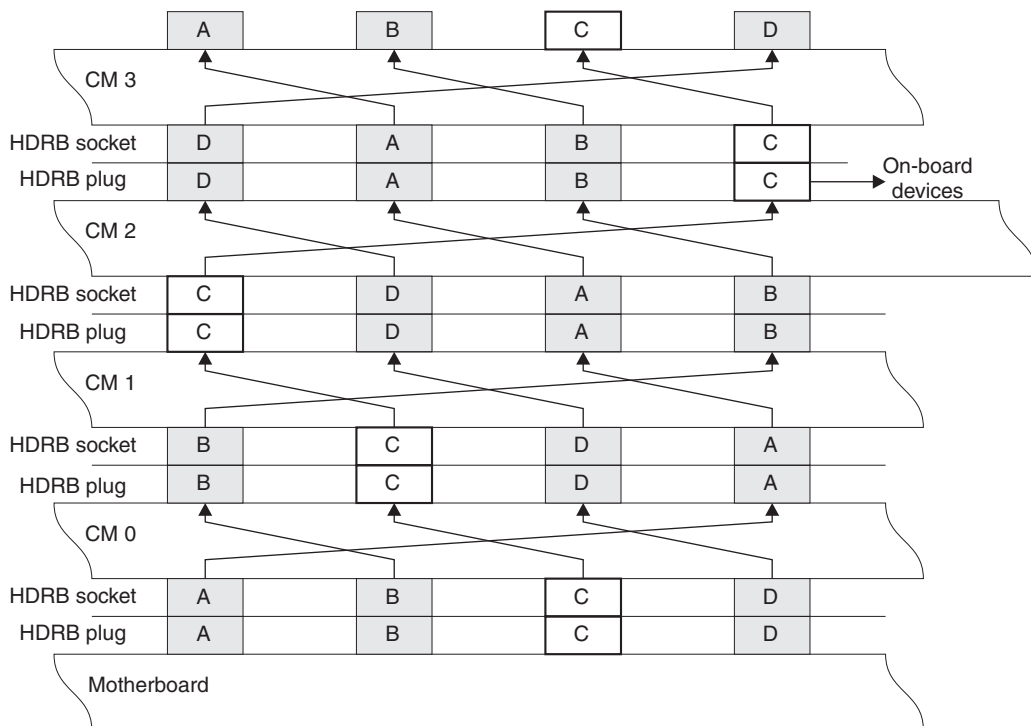 A B C D
CM 3
HDRB socket D A B C
HDRB plug D A B C On-board
devices
CM 2
HDRB socket C D A B
HDRB plug C D A B
CM 1
HDRB socket B C D A
HDRB plug B C D A
CM 0
HDRB socket A B C D
HDRB plug A B C D
Motherboard